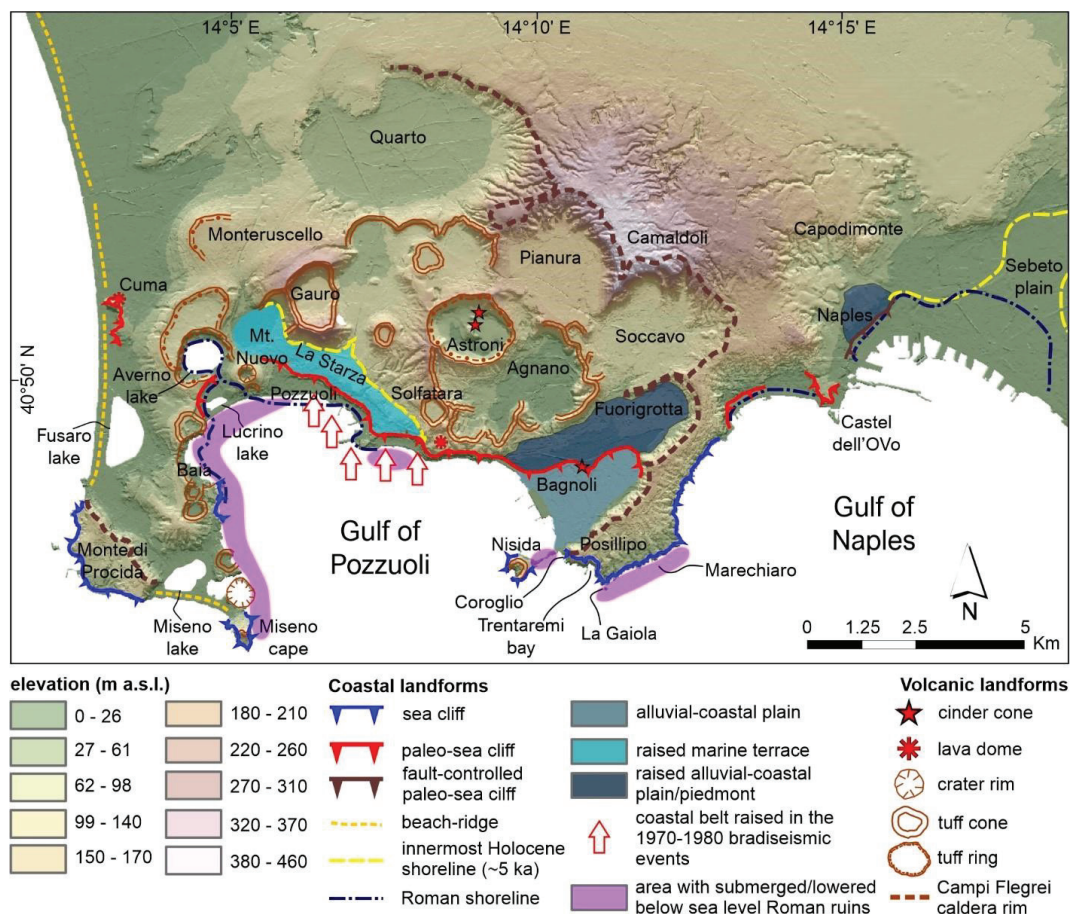 14°5' E
14°10' E
14°15' E
40°50' N
Quarto
Monteruscello
Camaldoli
Capodimonte
Pianura
Sebeto
plain
Cuma
Gauro
Naples
Mt.
Nuovo
La Starza
Astroni
Soccavo
Agnano
Averno
lake
Pozzuoli
Solfatara
Fuorigrotta
Fusaro
lake
Lucrino
lake
Castel
dell'OVo
Baia
Bagnoli
Gulf of
Pozzuoli
Gulf of
Naples
Monte di
Procida
Nisida
Posillipo
Marechiaro
Coroglio
Trentaremi
bay
La Gaiola
Miseno
lake
Miseno
cape
N
0 1.25 2.5 5
Km
elevation (m a.s.l.)
0 - 26
27 - 61
62 - 98
99 - 140
150 - 170
180 - 210
220 - 260
270 - 310
320 - 370
380 - 460
Coastal landforms
sea cliff
paleo-sea cliff
fault-controlled
paleo-sea cilff
beach-ridge
innermost Holocene
shoreline (~5 ka)
Roman shoreline
alluvial-coastal plain
raised marine terrace
raised alluvial-coastal
plain/piedmont
coastal belt raised in the
1970-1980 bradiseismic
events
area with submerged/lowered
below sea level Roman ruins
Volcanic landforms
cinder cone
lava dome
crater rim
tuff cone
tuff ring
Campi Flegrei
caldera rim